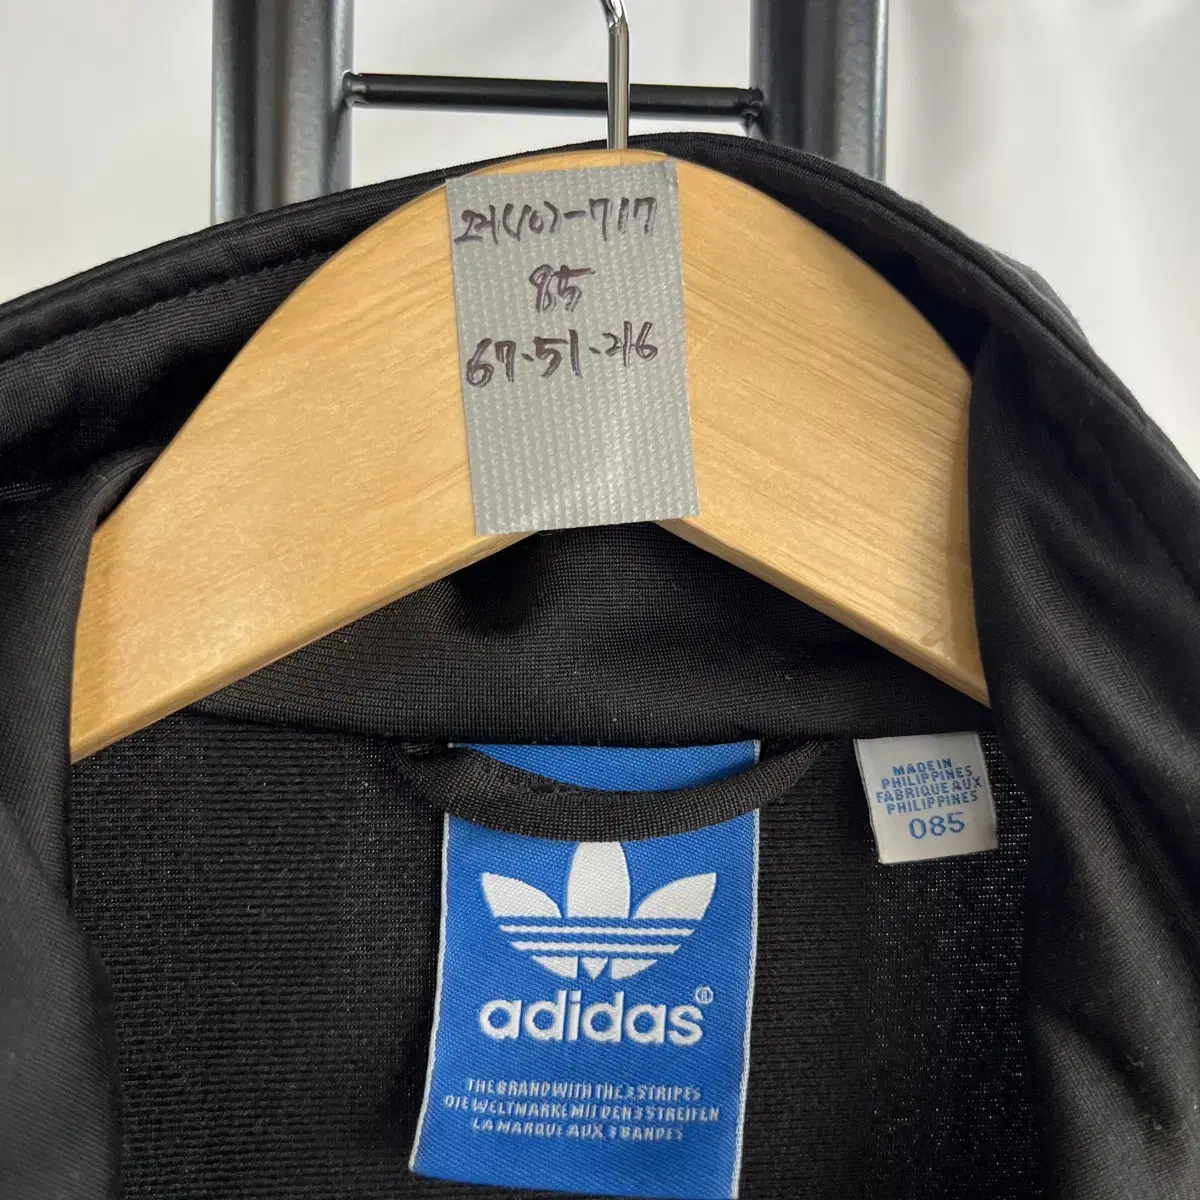 24(10)-717
85
67.51.216
MADE IN
PHILIPPINES
FABRIQUE AUX
PHILIPPINES
085
adidas®
THE BRAND WITH THE 3 STRIPES
DIE WELTMARKE MIT DEN 3 STREIFEN
LA MARQUE AUX 3 BANDES